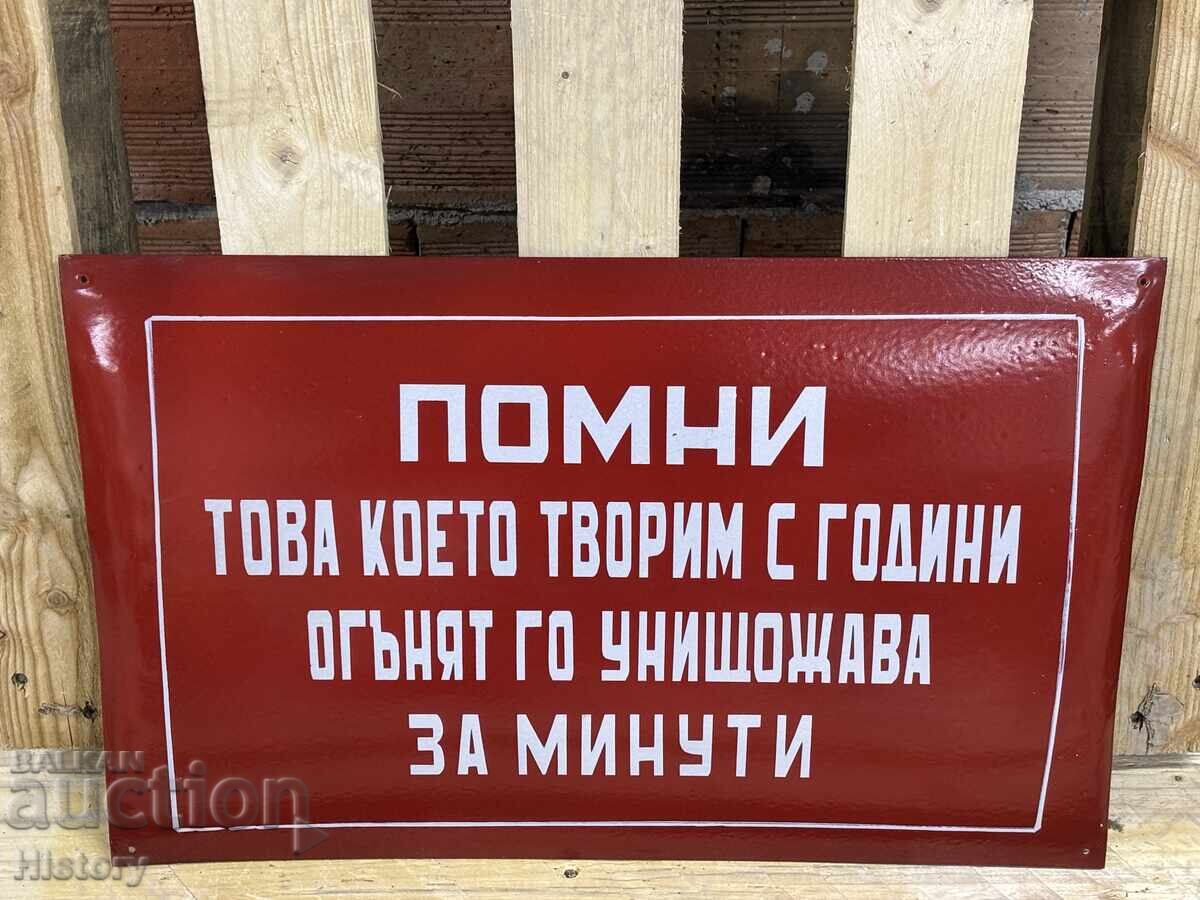 ПОМНИ
ТОВА КОЕТО ТВОРИМ С ГОДИНИ
ОГЪНЯТ ГО УНИЩОЖАВА
ЗА МИНУТИ
BALKAN
auction
History